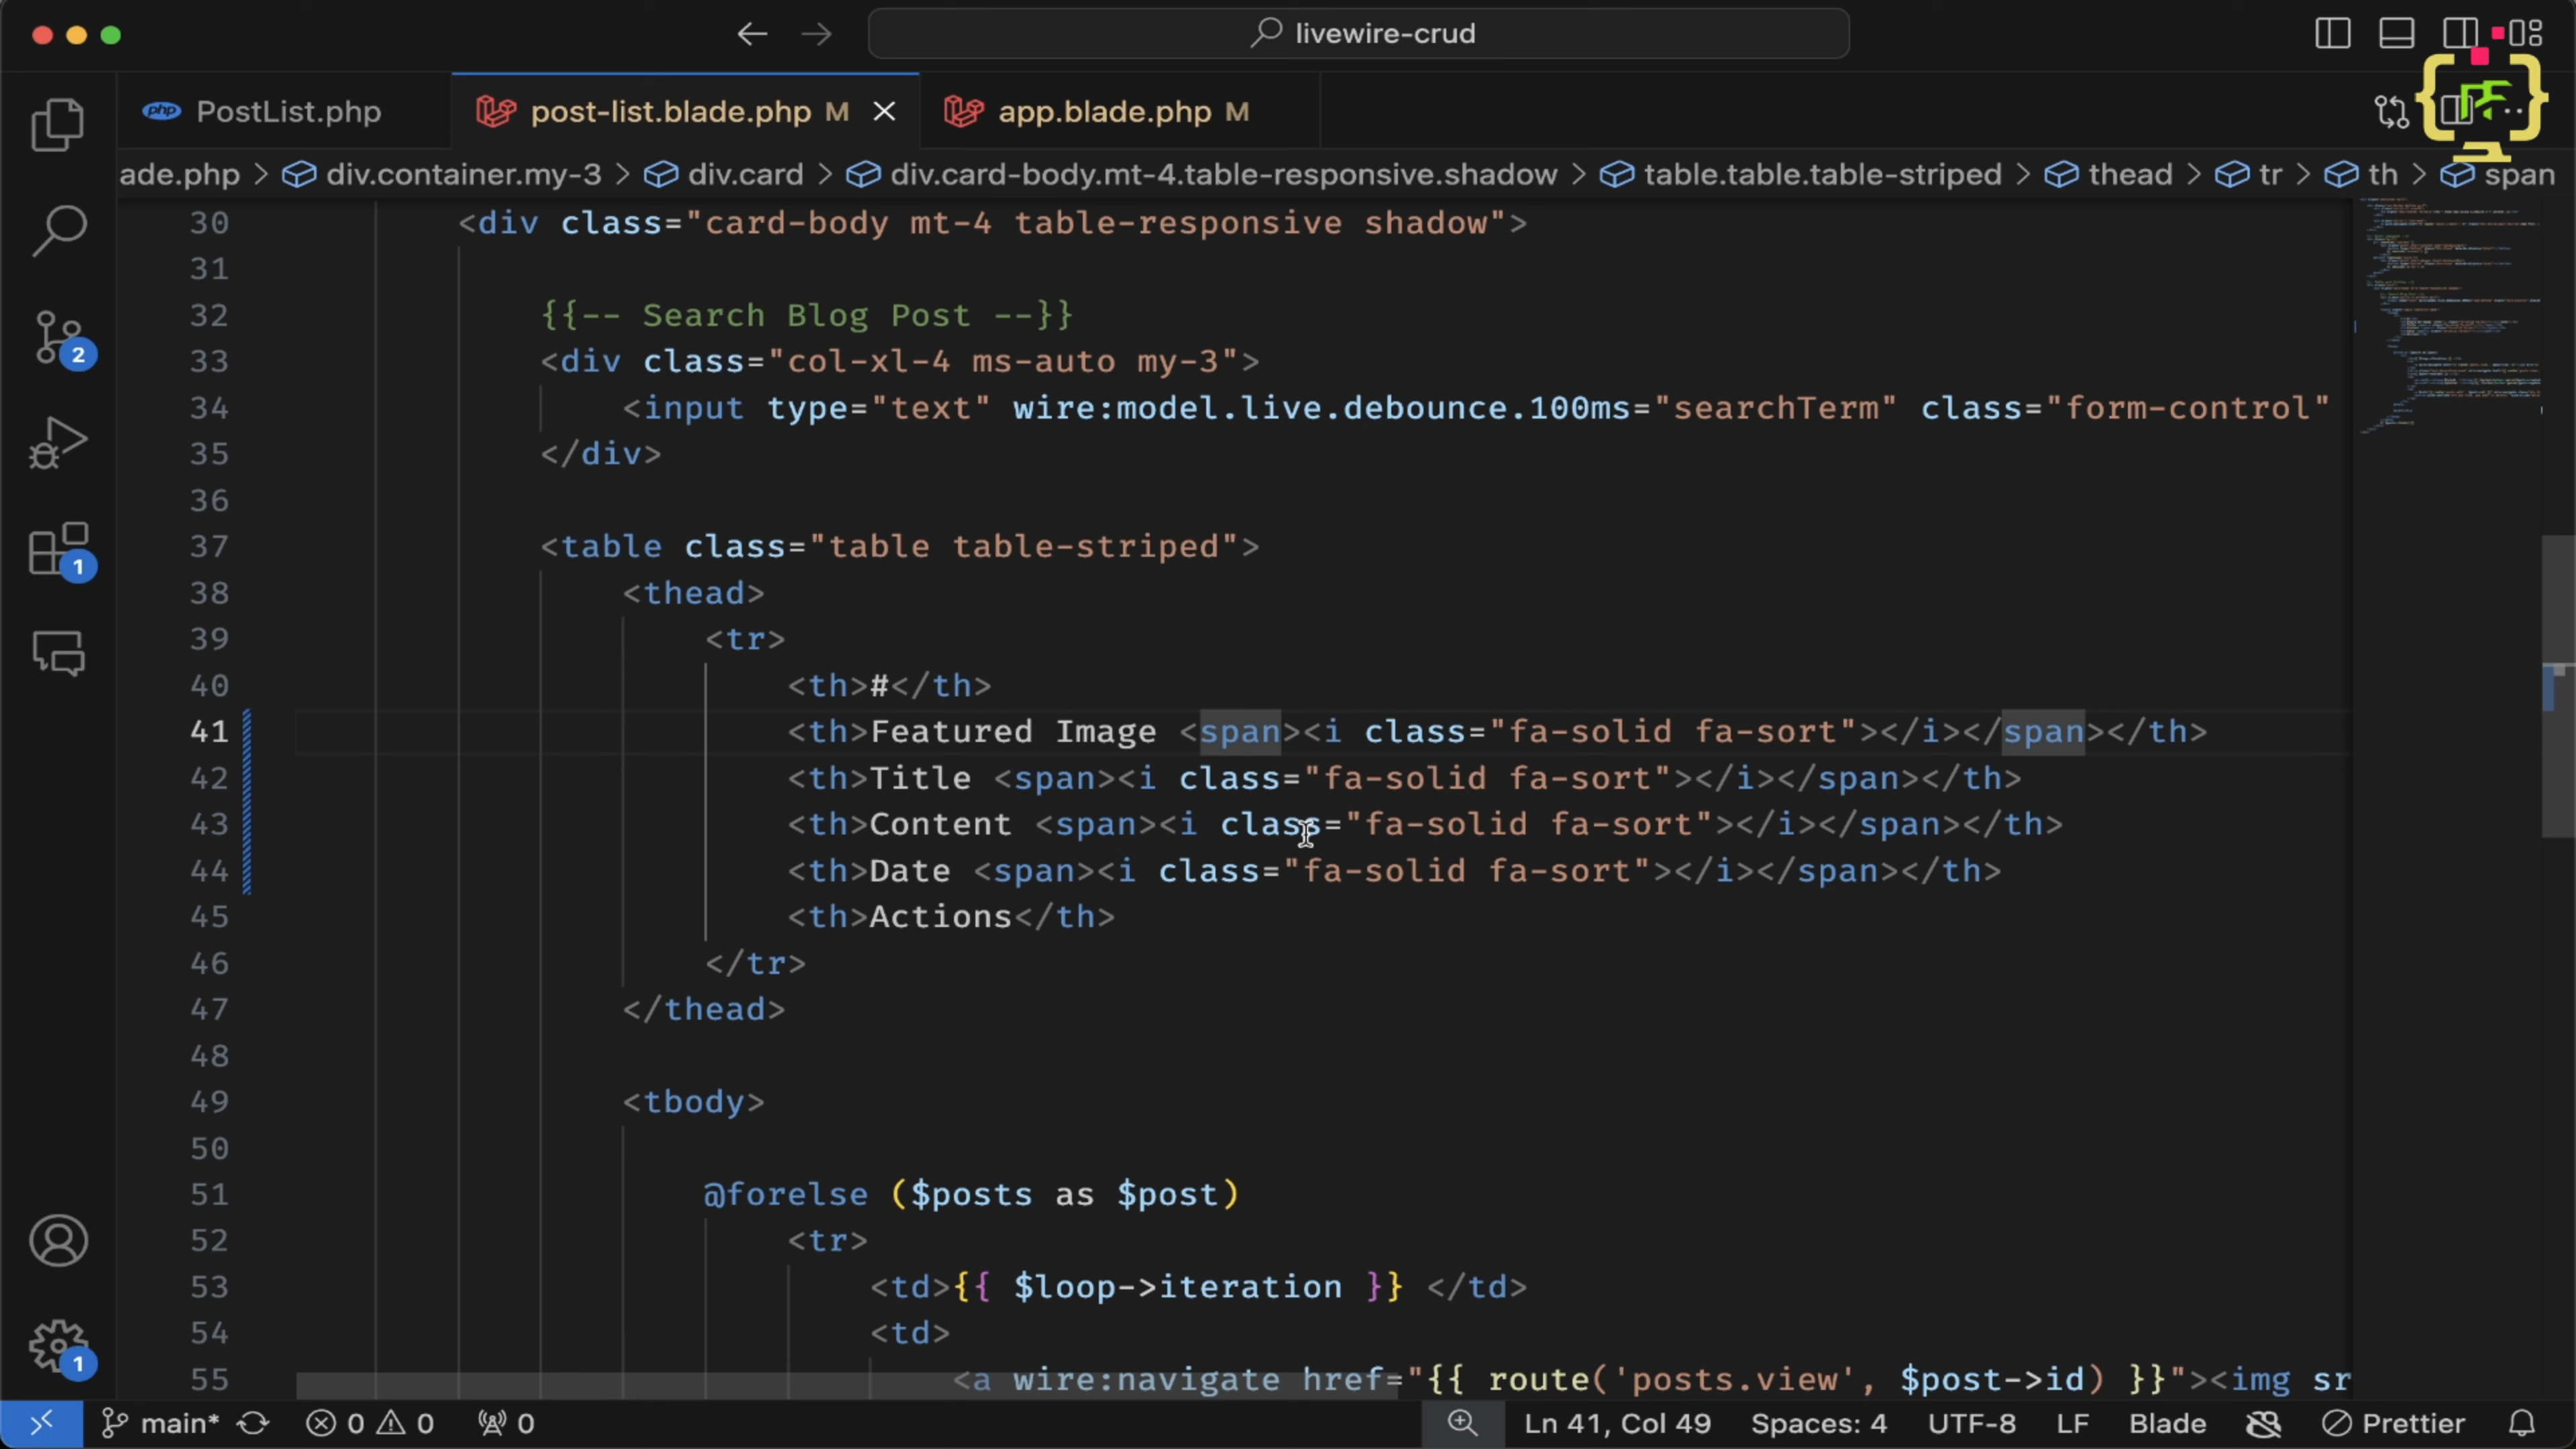 livewire-crud
PostList.php
post-list.blade.php M
app.blade.php M
ade.php > div.container.my-3 > div.card > div.card-body.mt-4.table-responsive.shadow > table.table.table-striped > thead > tr > th > span
30 <div class="card-body mt-4 table-responsive shadow">
31
32 {{-- Search Blog Post --}}
33 <div class="col-xl-4 ms-auto my-3">
34 <input type="text" wire:model.live.debounce.100ms="searchTerm" class="form-control"
35 </div>
36
37 <table class="table table-striped">
38 <thead>
39 <tr>
40 <th>#</th>
41 <th>Featured Image <span><i class="fa-solid fa-sort"></i></span></th>
42 <th>Title <span><i class="fa-solid fa-sort"></i></span></th>
43 <th>Content <span><i class="fa-solid fa-sort"></i></span></th>
44 <th>Date <span><i class="fa-solid fa-sort"></i></span></th>
45 <th>Actions</th>
46 </tr>
47 </thead>
48
49 <tbody>
50
51 @forelse ($posts as $post)
52 <tr>
53 <td>{{ $loop->iteration }} </td>
54 <td>
55 <a wire:navigate href="{{ route('posts.view', $post->id) }}"><img sr
2
1
1
main* 0 0 0 Ln 41, Col 49 Spaces: 4 UTF-8 LF Blade Prettier